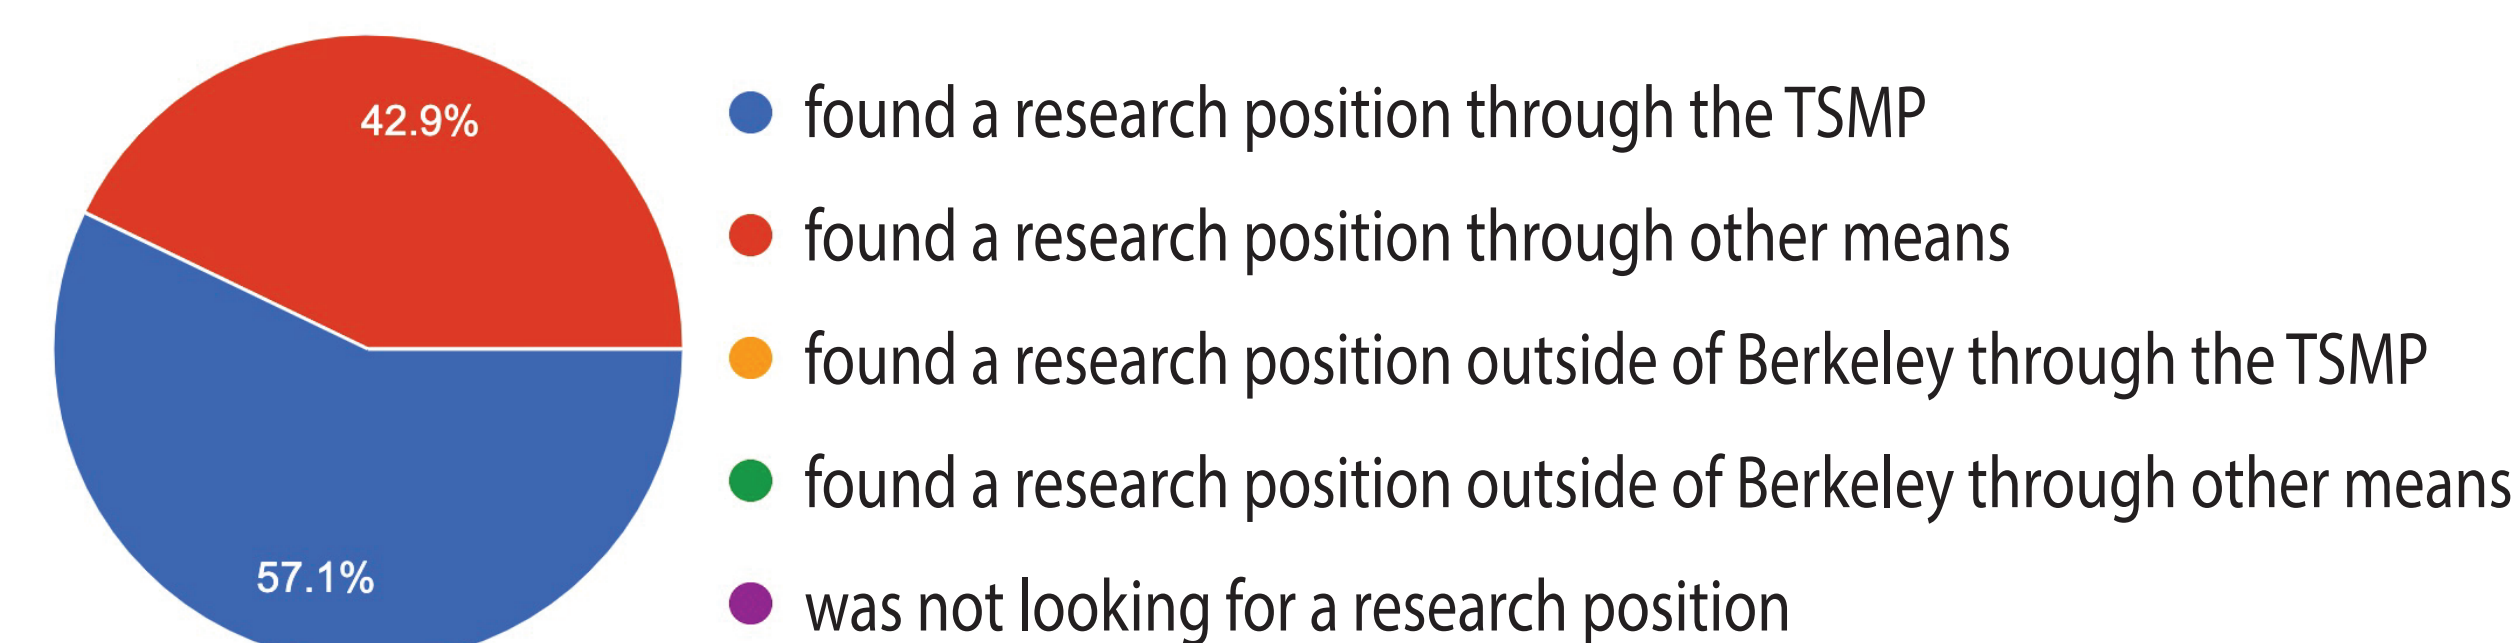 42.9%
57.1%
found a research position through the TSMP
found a research position through other means
found a research position outside of Berkeley through the TSMP
found a research position outside of Berkeley through other means
was not looking for a research position